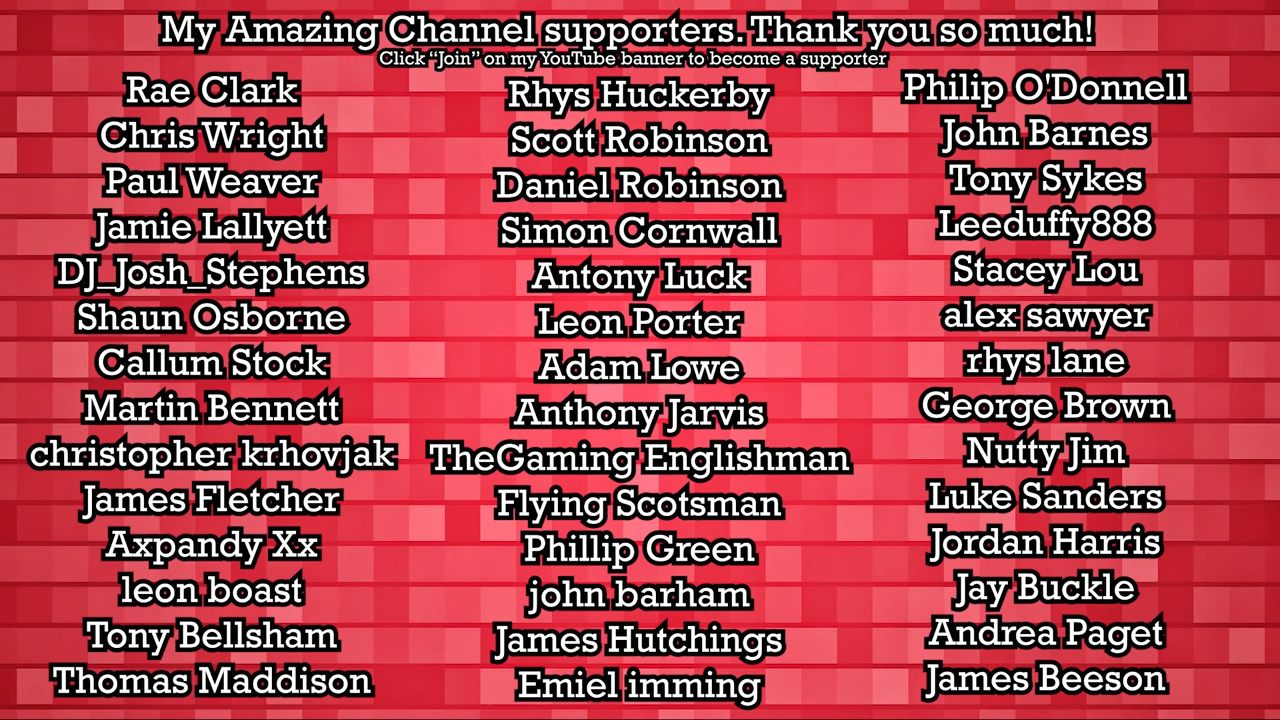 My Amazing Channel supporters. Thank you so much!
Click “Join” on my YouTube banner to become a supporter
Rae Clark
Chris Wright
Paul Weaver
Jamie Lallyett
DJ_Josh_Stephens
Shaun Osborne
Callum Stock
Martin Bennett
christopher krhovjak
James Fletcher
Axpandy Xx
leon boast
Tony Bellsham
Thomas Maddison
Rhys Huckerby
Scott Robinson
Daniel Robinson
Simon Cornwall
Antony Luck
Leon Porter
Adam Lowe
Anthony Jarvis
TheGaming Englishman
Flying Scotsman
Phillip Green
john barham
James Hutchings
Emiel imming
Philip O'Donnell
John Barnes
Tony Sykes
Leeduffy888
Stacey Lou
alex sawyer
rhys lane
George Brown
Nutty Jim
Luke Sanders
Jordan Harris
Jay Buckle
Andrea Paget
James Beeson